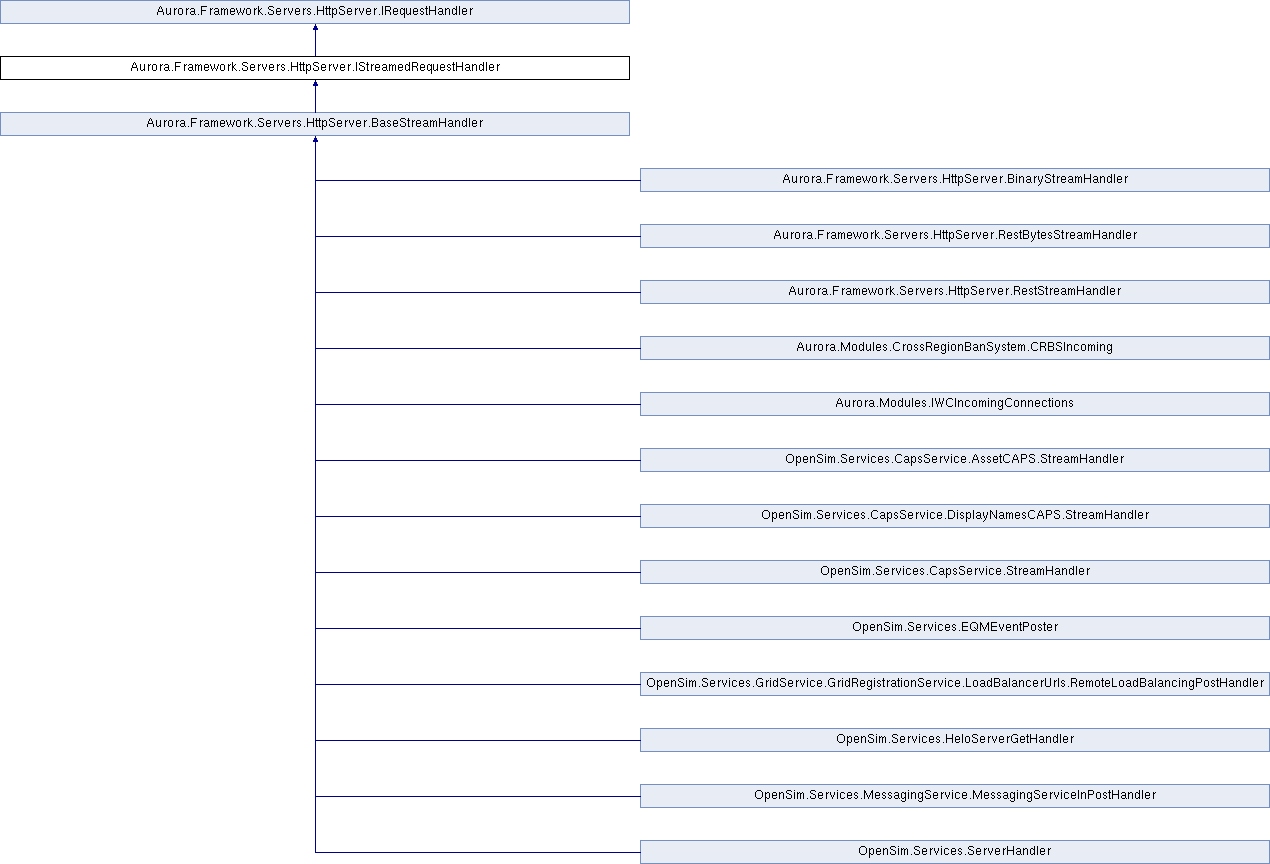 Aurora.Framework.Servers.HttpServer.IRequestHandler
Aurora.Framework.Servers.HttpServer.IStreamedRequestHandler
Aurora.Framework.Servers.HttpServer.BaseStreamHandler
Aurora.Framework.Servers.HttpServer.BinaryStreamHandler
Aurora.Framework.Servers.HttpServer.RestBytesStreamHandler
Aurora.Framework.Servers.HttpServer.RestStreamHandler
Aurora.Modules.CrossRegionBanSystem.CRBSIncoming
Aurora.Modules.IWCIncomingConnections
OpenSim.Services.CapsService.AssetCAPS.StreamHandler
OpenSim.Services.CapsService.DisplayNamesCAPS.StreamHandler
OpenSim.Services.CapsService.StreamHandler
OpenSim.Services.EQMEventPoster
OpenSim.Services.GridService.GridRegistrationService.LoadBalancerUrls.RemoteLoadBalancingPostHandler
OpenSim.Services.HeloServerGetHandler
OpenSim.Services.MessagingService.MessagingServiceInPostHandler
OpenSim.Services.ServerHandler